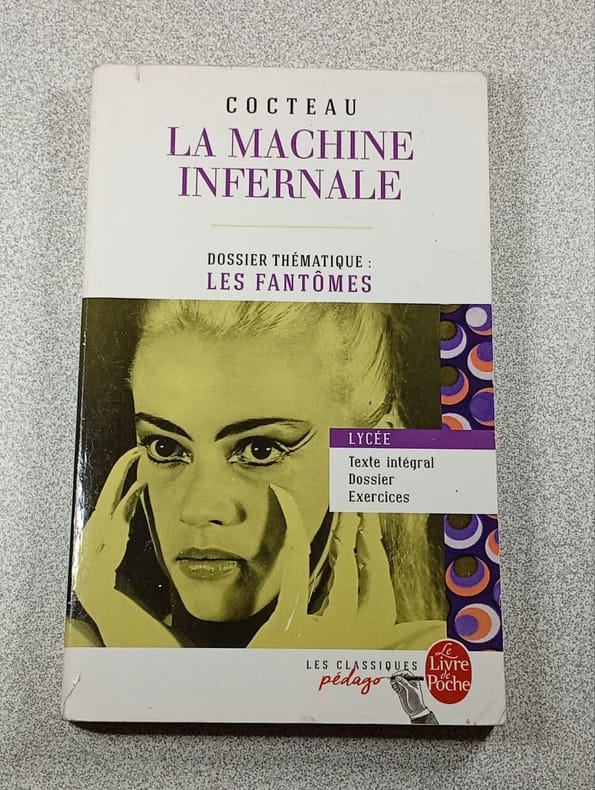 COCTEAU
LA MACHINE
INFERNALE
DOSSIER THÉMATIQUE :
LES FANTÔMES
LYCÉE
Texte intégral
Dossier
Exercices
LES CLASSIQUES
pédago
Le
Livre
de
Poche